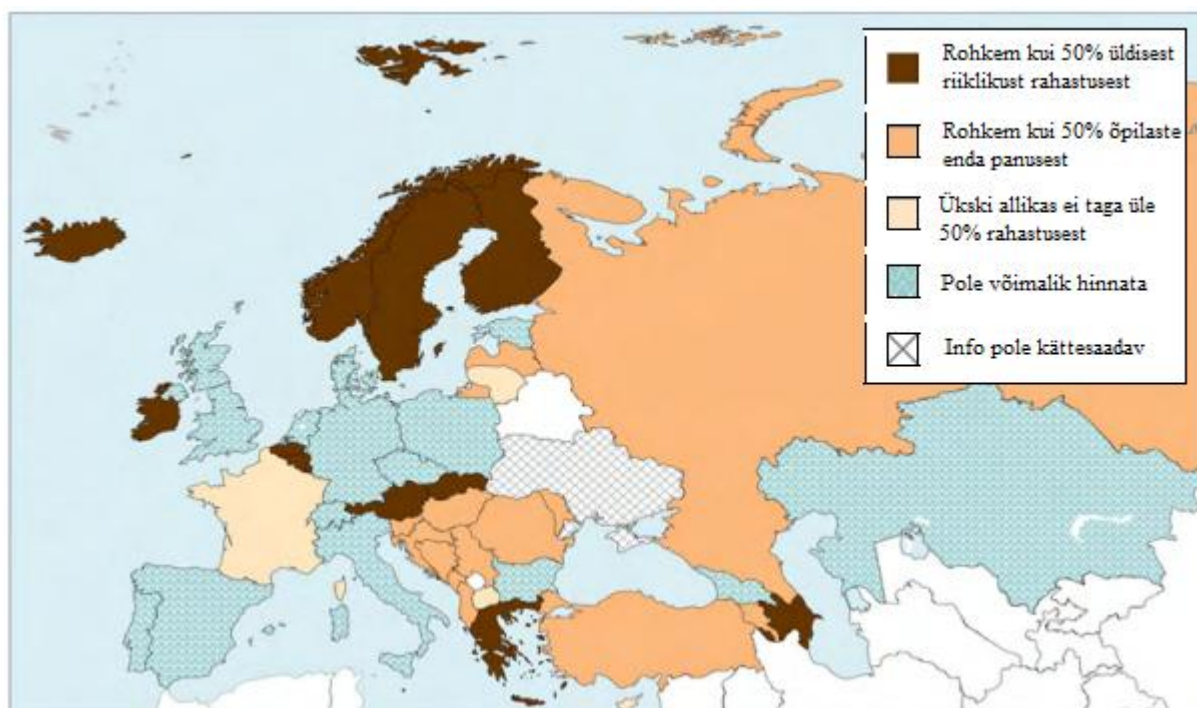 Rohkem kui 50% üldisest
riiklikust rahastusest
Rohkem kui 50% õpilaste
enda panusest
Ükski allikas ei taga üle
50% rahastusest
Pole võimalik hinnata
Info pole kättesaadav